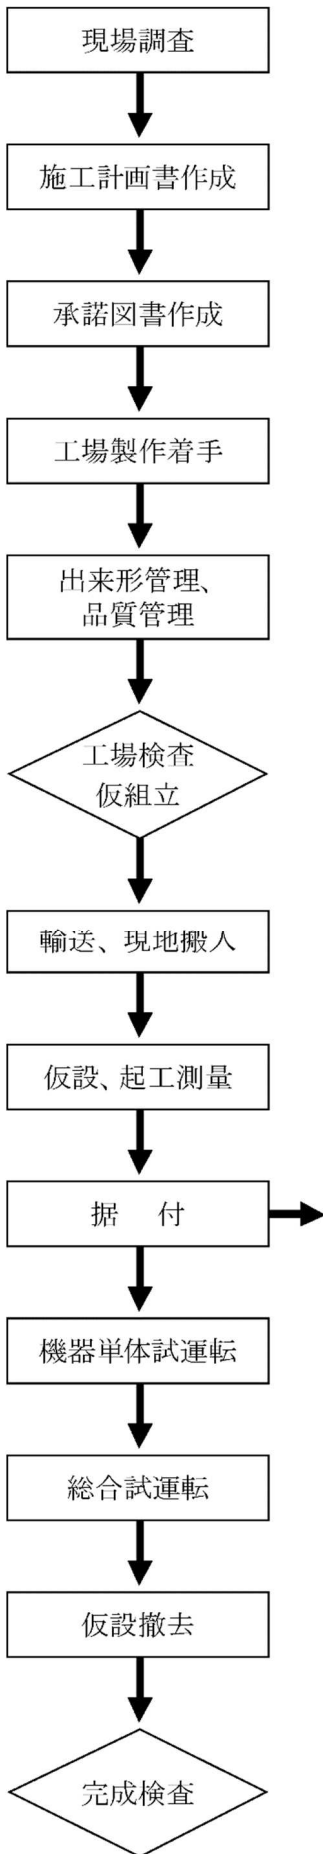 現場調査
施工計画書作成
承諾図書作成
工場製作着手
出来形管理、
品質管理
工場検査
仮組立
輸送、現地搬人
仮設、起工測量
据　付
機器単体試運転
総合試運転
仮設撤去
完成検査